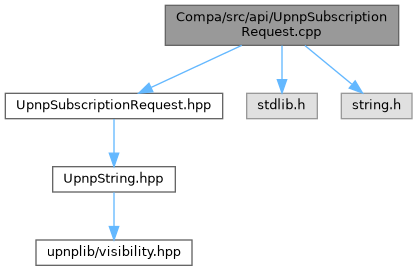 Compa/src/api/UpnpSubscription
Request.cpp
UpnpSubscriptionRequest.hpp
stdlib.h
string.h
UpnpString.hpp
upnplib/visibility.hpp